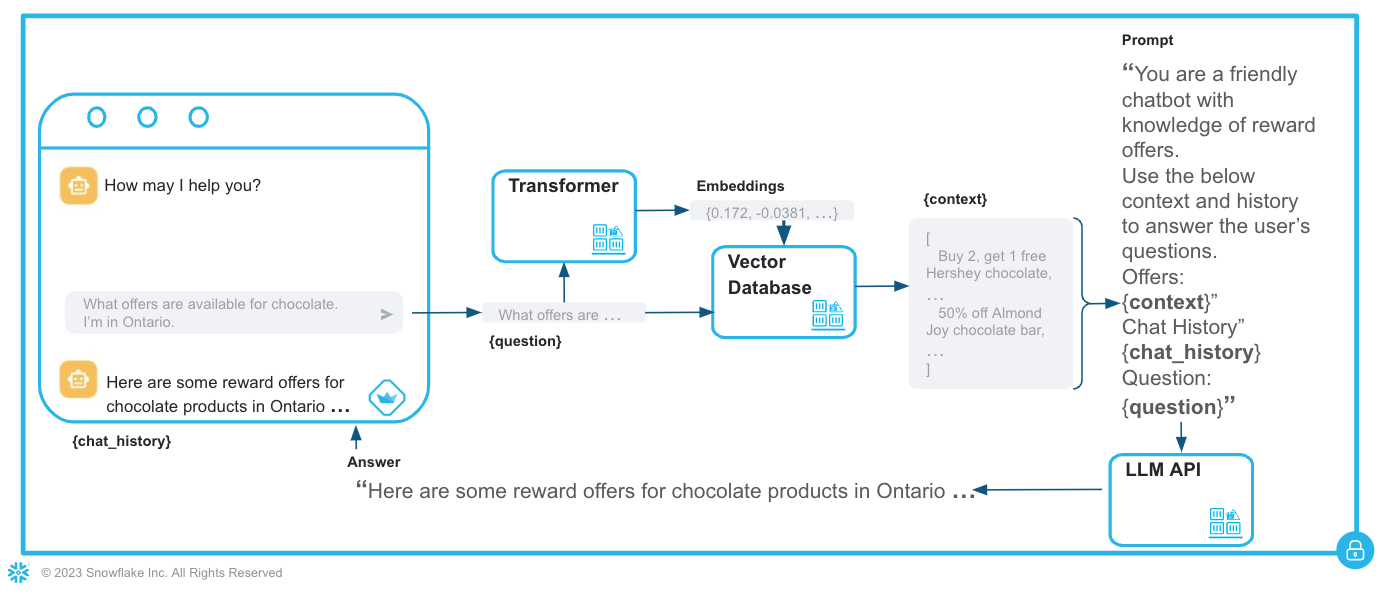 How may I help you?
What offers are available for chocolate.
I'm in Ontario.
Here are some reward offers for
chocolate products in Ontario ...
{chat_history}
What offers are ...
{question}
Transformer
Embeddings
{0.172, -0.0381, ...}
Vector
Database
{context}
[
Buy 2, get 1 free
Hershey chocolate,
...
50% off Almond
Joy chocolate bar,
...
]
Prompt
“You are a friendly
chatbot with
knowledge of reward
offers.
Use the below
context and history
to answer the user’s
questions.
Offers:
{context}”
Chat History”
{chat_history}
Question:
{question}”
LLM API
Answer
“Here are some reward offers for chocolate products in Ontario ...
© 2023 Snowflake Inc. All Rights Reserved